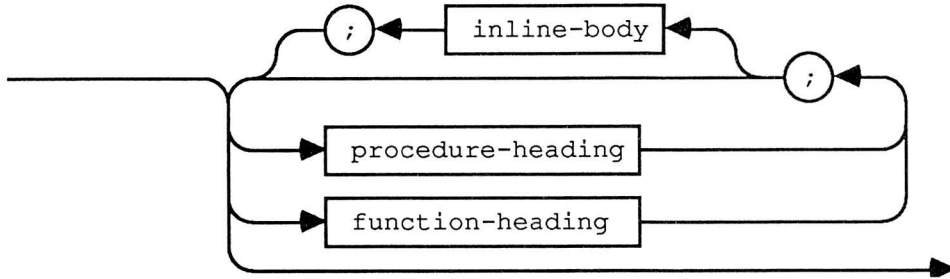 ; inline-body
;
procedure-heading
function-heading